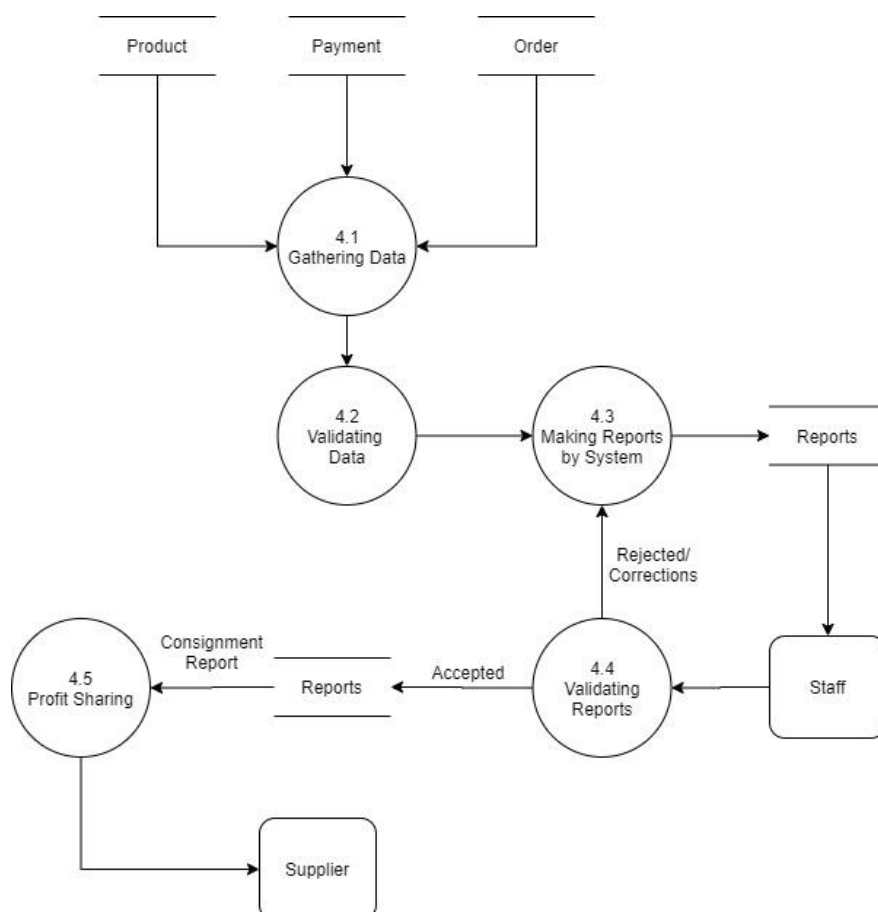 Product
Payment
Order
4.1
Gathering Data
4.2
Validating
Data
4.3
Making Reports
by System
Reports
Rejected/
Corrections
Consignment
Report
4.5
Profit Sharing
Reports
Accepted
4.4
Validating
Reports
Staff
Supplier